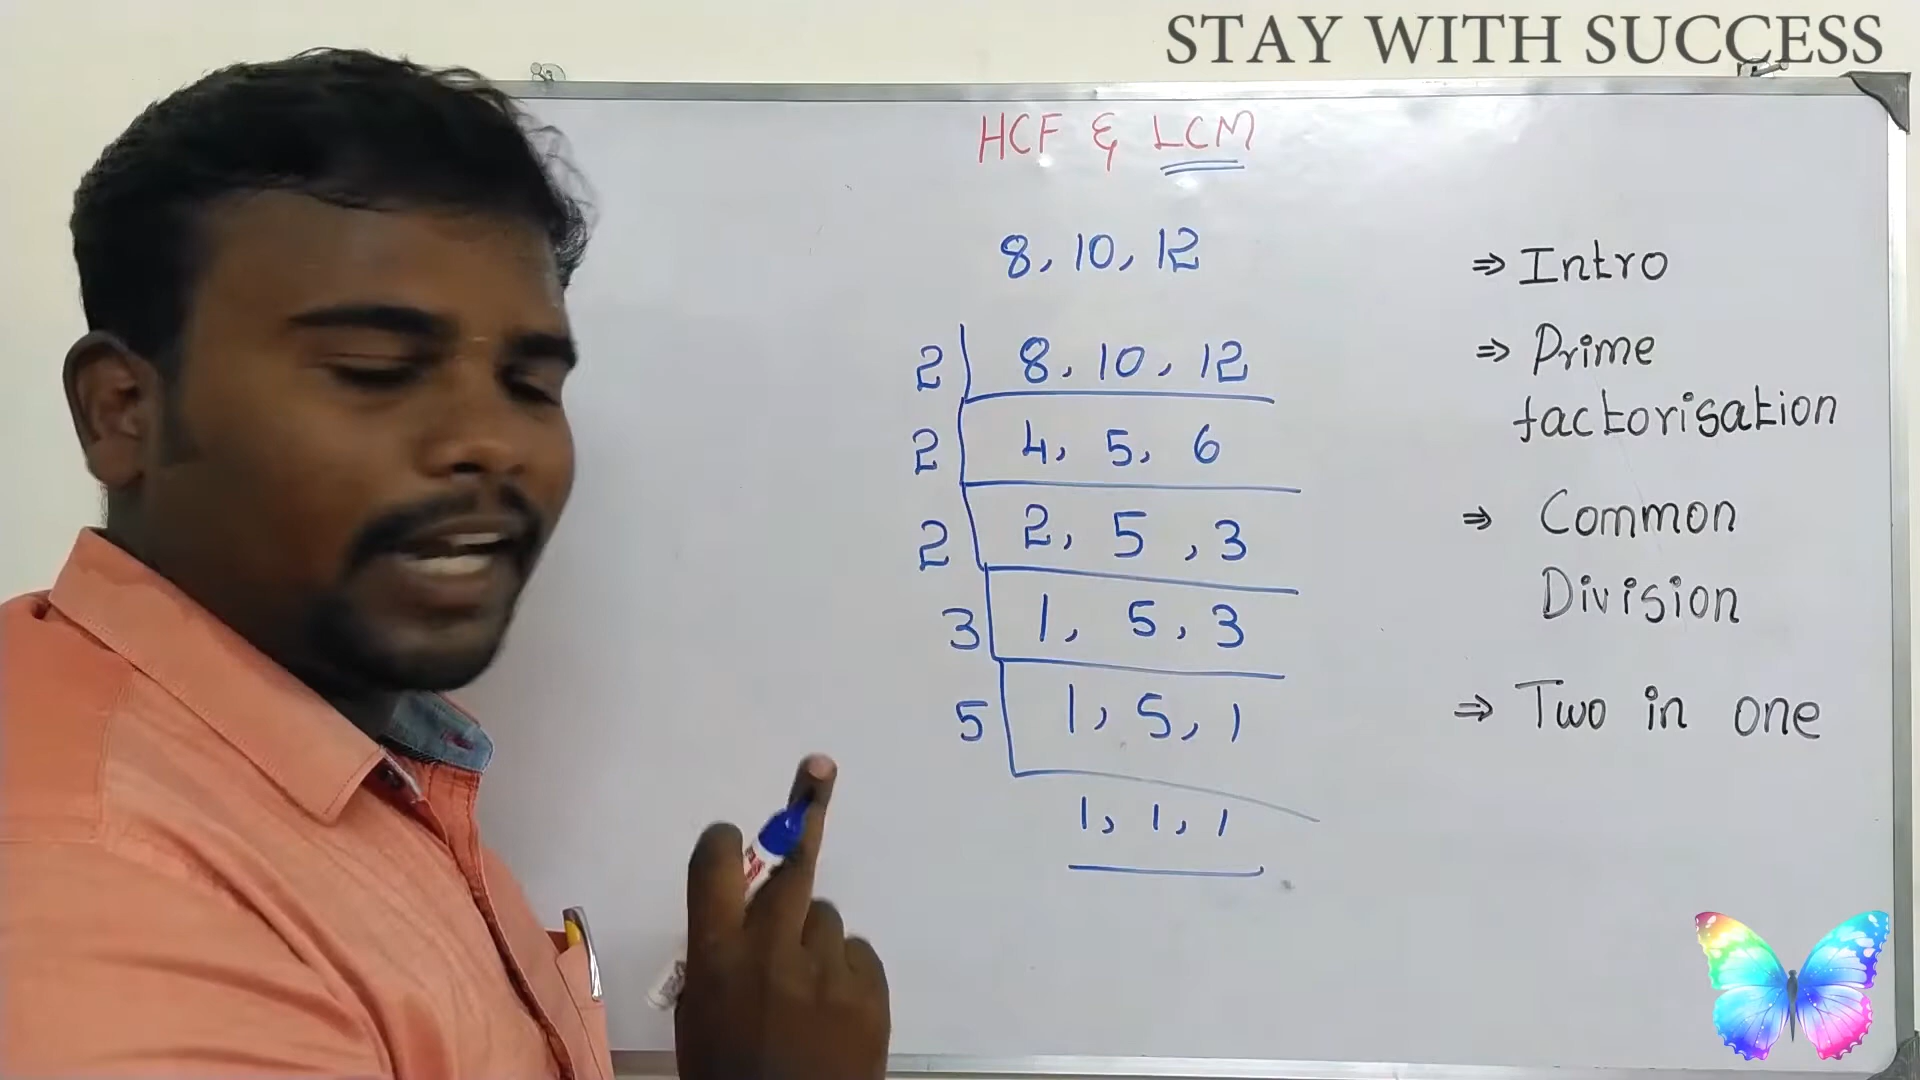 STAY WITH SUCCESS
HCF & LCM
8, 10, 12
2 8, 10, 12
2 4, 5, 6
2 2, 5, 3
3 1, 5, 3
5 1, 5, 1
1, 1, 1
⇒ Intro
⇒ Prime
factorisation
⇒ Common
Division
⇒ Two in one